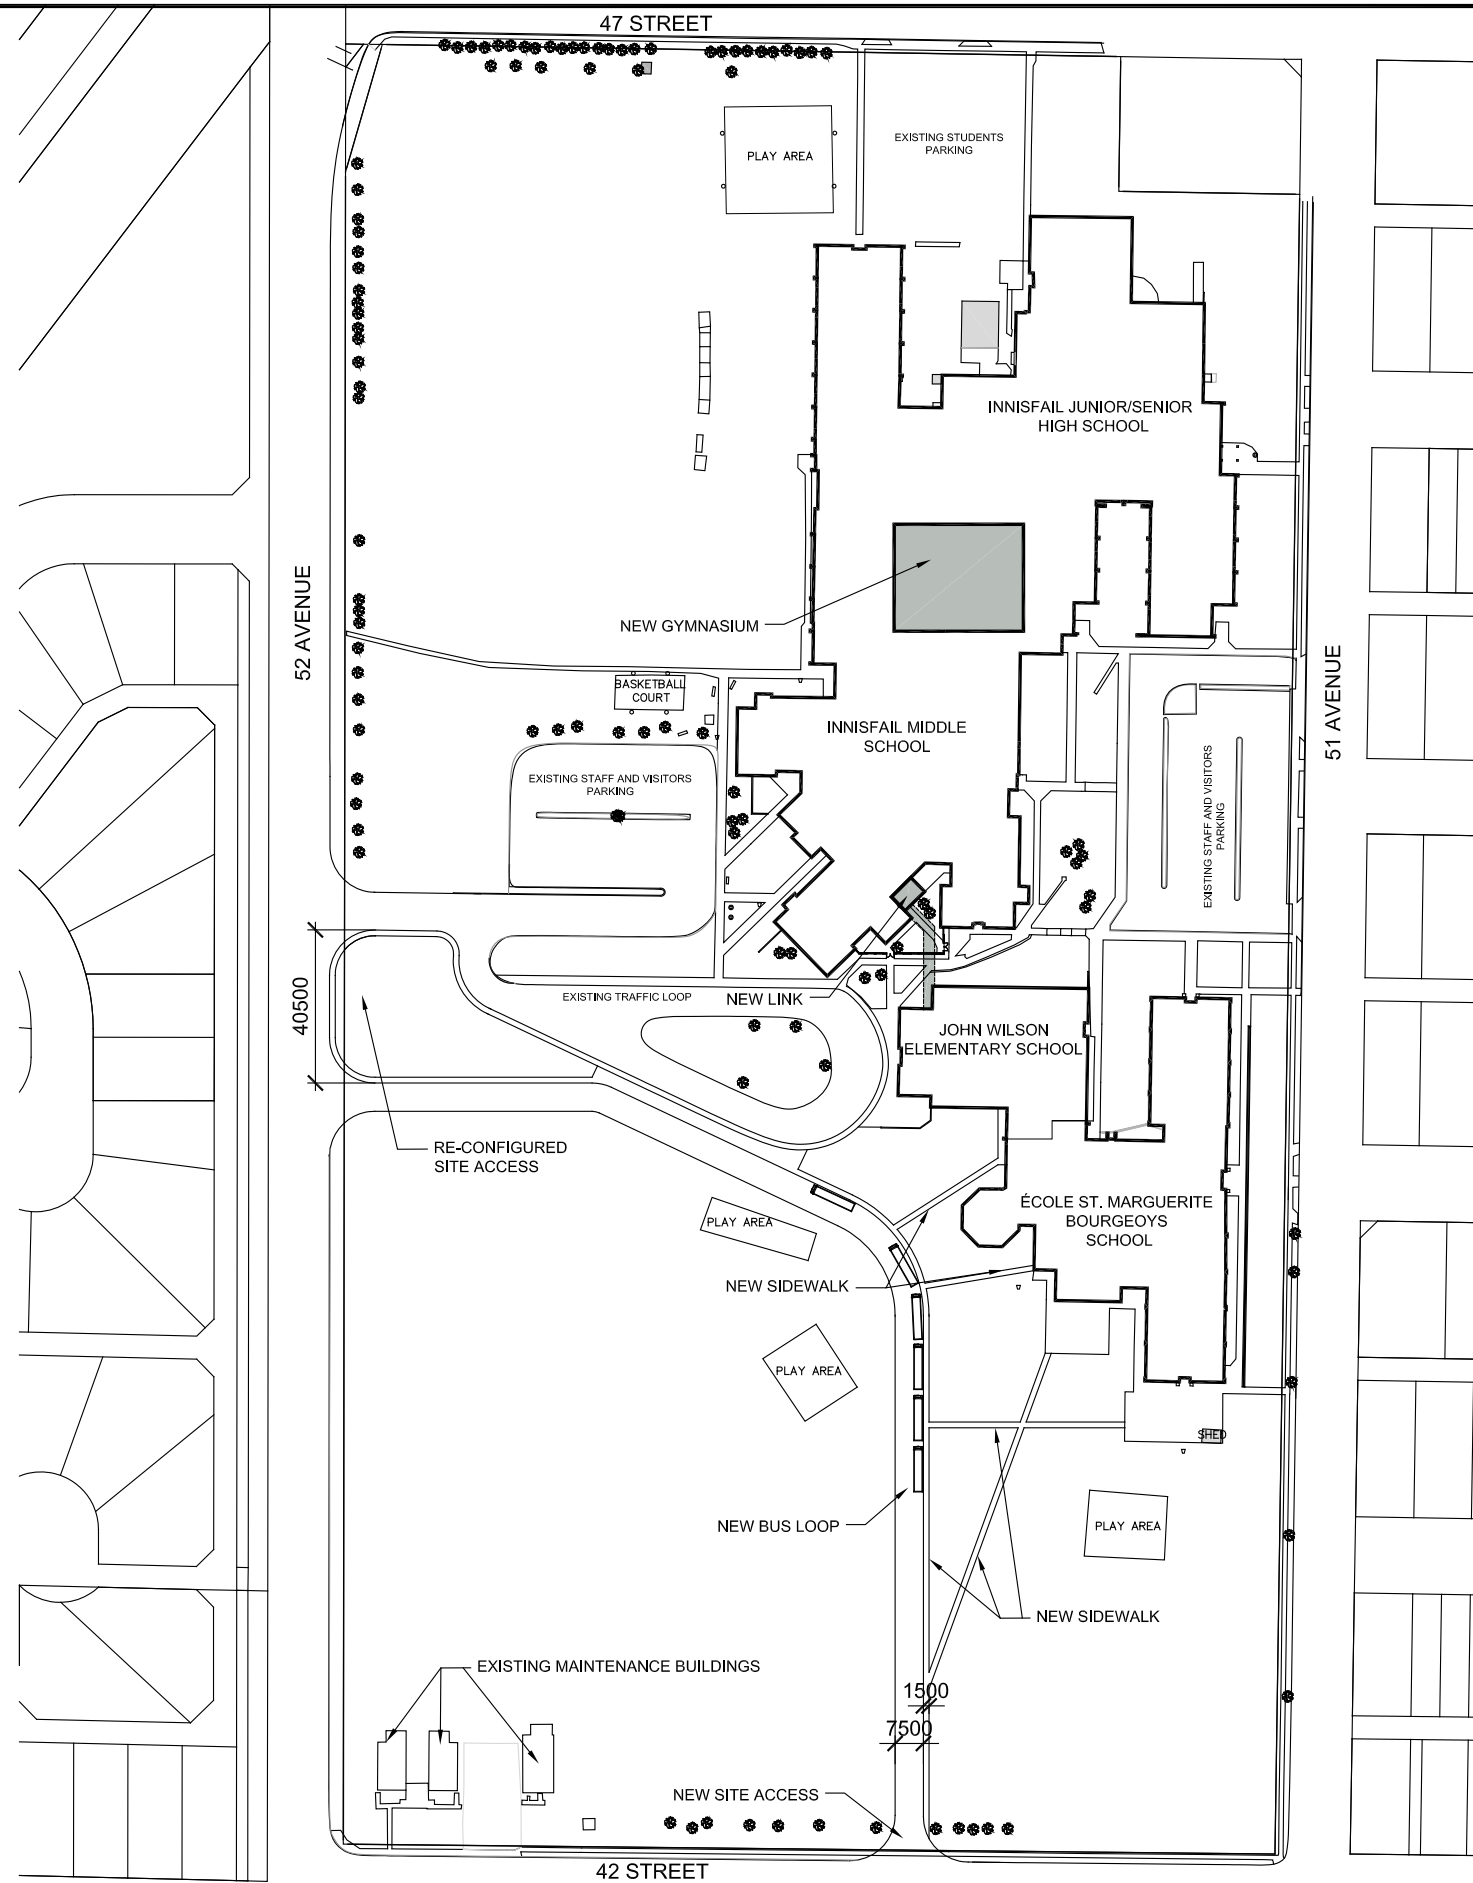 47 STREET
EXISTING STUDENTS
PARKING
PLAY AREA
INNISFAIL JUNIOR/SENIOR
HIGH SCHOOL
52 AVENUE
NEW GYMNASIUM
51 AVENUE
BASKETBALL
COURT
INNISFAIL MIDDLE
SCHOOL
EXISTING STAFF AND VISITORS
PARKING
EXISTING STAFF AND VISITORS
PARKING
40500
EXISTING TRAFFIC LOOP
NEW LINK
JOHN WILSON
ELEMENTARY SCHOOL
RE-CONFIGURED
SITE ACCESS
ÉCOLE ST. MARGUERITE
BOURGEOYS
SCHOOL
PLAY AREA
NEW SIDEWALK
PLAY AREA
SHED
NEW BUS LOOP
PLAY AREA
NEW SIDEWALK
EXISTING MAINTENANCE BUILDINGS
1500
7500
NEW SITE ACCESS
42 STREET